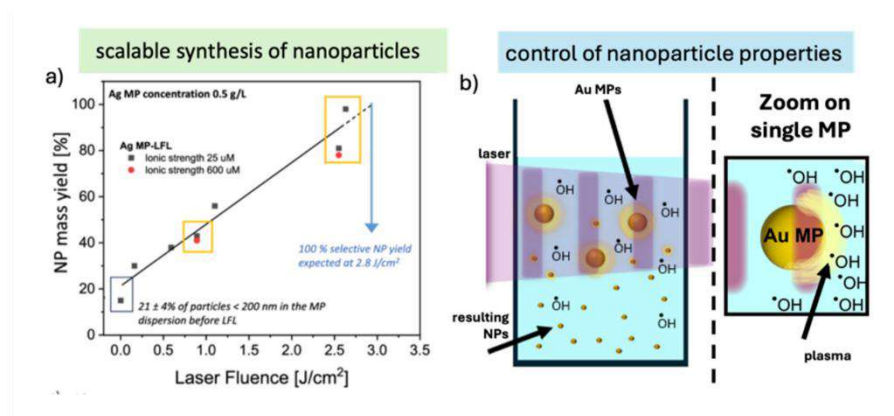 scalable synthesis of nanoparticles
control of nanoparticle properties
a)
Ag MP concentration 0.5 g/L
Ag MP-LFL
Ionic strength 25 uM
Ionic strength 600 uM
100 % selective NP yield
expected at 2.8 J/cm²
21 ± 4% of particles < 200 nm in the MP
dispersion before LFL
NP mass yield [%]
100
80
60
40
20
0
0.0 0.5 1.0 1.5 2.0 2.5 3.0 3.5
Laser Fluence [J/cm²]
b)
Au MPs
laser
•OH
•OH
•OH
•OH
•OH
•OH
•OH
•OH
resulting
NPs
Zoom on
single MP
•OH •OH
•OH
•OH
Au MP
•OH
•OH
•OH •OH
plasma